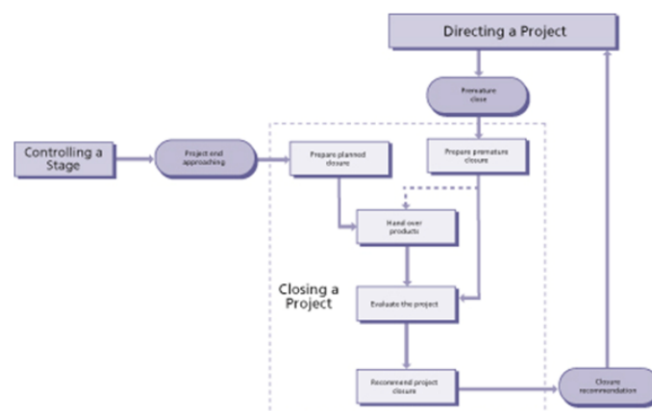 Directing a Project
Premature
close
Controlling a
Stage
Project end
approaching
Prepare planned
closure
Prepare premature
closure
Hand over
products
Closing a
Project
Evaluate the project
Recommend project
closure
Closure
recommendation